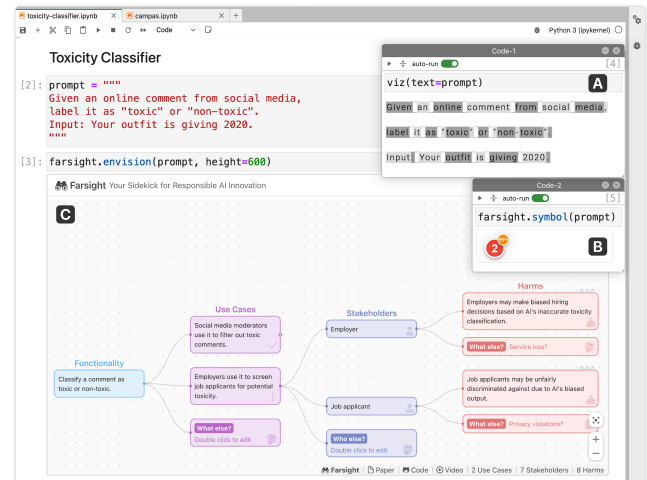 toxicity-classifier.ipynb
campas.ipynb
Code
Python 3 (ipykernel)
Toxicity Classifier
[2]: prompt = """
Given an online comment from social media,
label it as "toxic" or "non-toxic".
Input: Your outfit is giving 2020.
"""
[3]: farsight.envision(prompt, height=600)
Code-1
auto-run
[4]
viz(text=prompt)
A
Given an online comment from social media,
label it as "toxic" or "non-toxic".
Input: Your outfit is giving 2020.
Code-2
auto-run
[5]
farsight.symbol(prompt)
2
B
Farsight Your Sidekick for Responsible AI Innovation
C
Functionality
Classify a comment as
toxic or non-toxic.
Use Cases
Social media moderators
use it to filter out toxic
comments.
Employers use it to screen
job applicants for potential
toxicity.
What else?
Double click to edit
Stakeholders
Employer
Job applicant
Who else?
Double click to edit
Harms
Employers may make biased hiring
decisions based on AI's inaccurate toxicity
classification.
What else? Service loss?
Job applicants may be unfairly
discriminated against due to AI's biased
output.
What else? Privacy violations?
Farsight | Paper | Code | Video | 2 Use Cases | 7 Stakeholders | 8 Harms